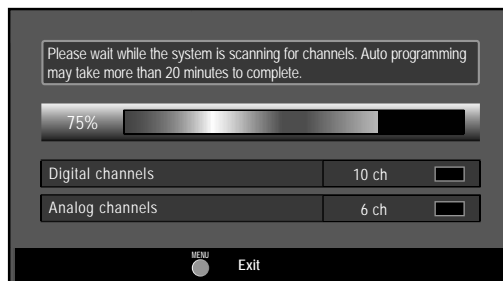 Please wait while the system is scanning for channels. Auto programming
may take more than 20 minutes to complete.
75%
Digital channels 10 ch
Analog channels 6 ch
MENU Exit